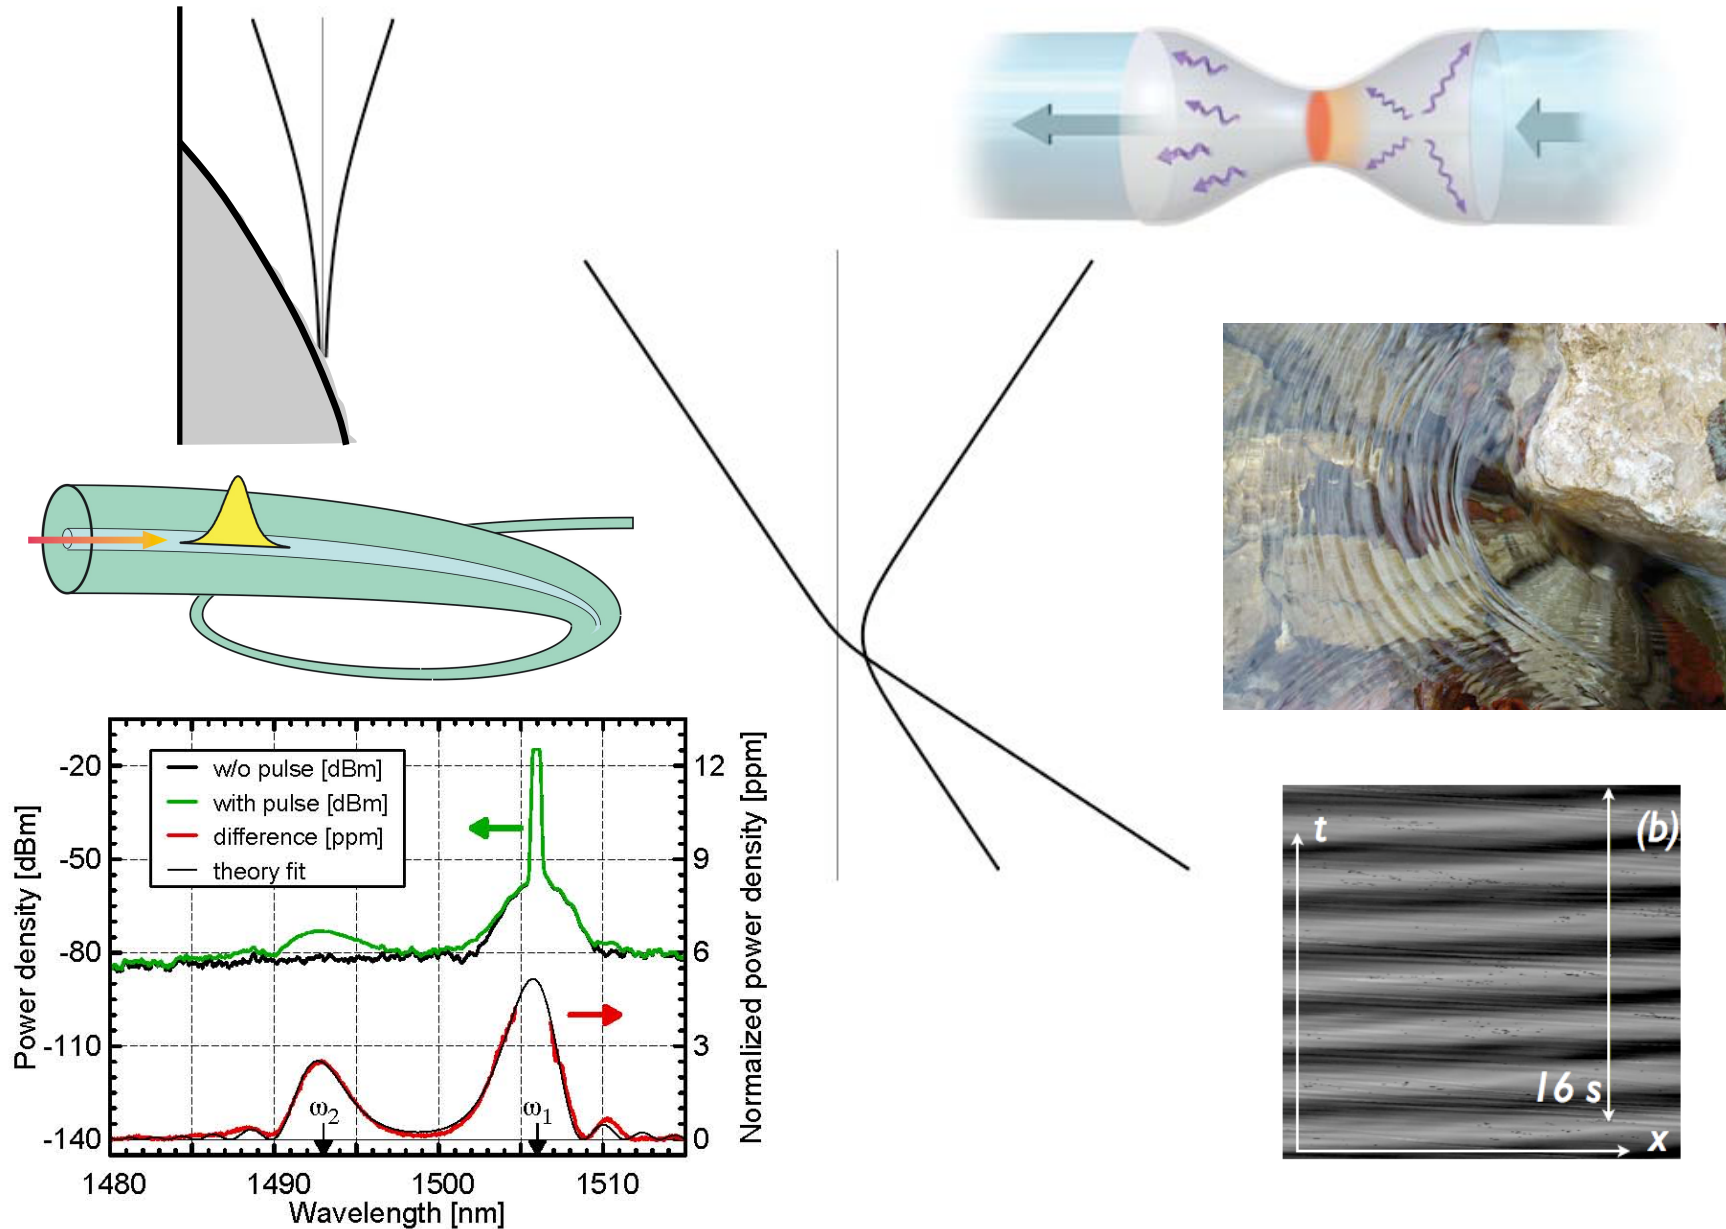 w/o pulse [dBm]
with pulse [dBm]
difference [ppm]
theory fit
Power density [dBm]
-20
-50
-80
-110
-140
Normalized power density [ppm]
12
9
6
3
0
ω2
ω1
1480
1490
1500
1510
Wavelength [nm]
t
(b)
16 s
x